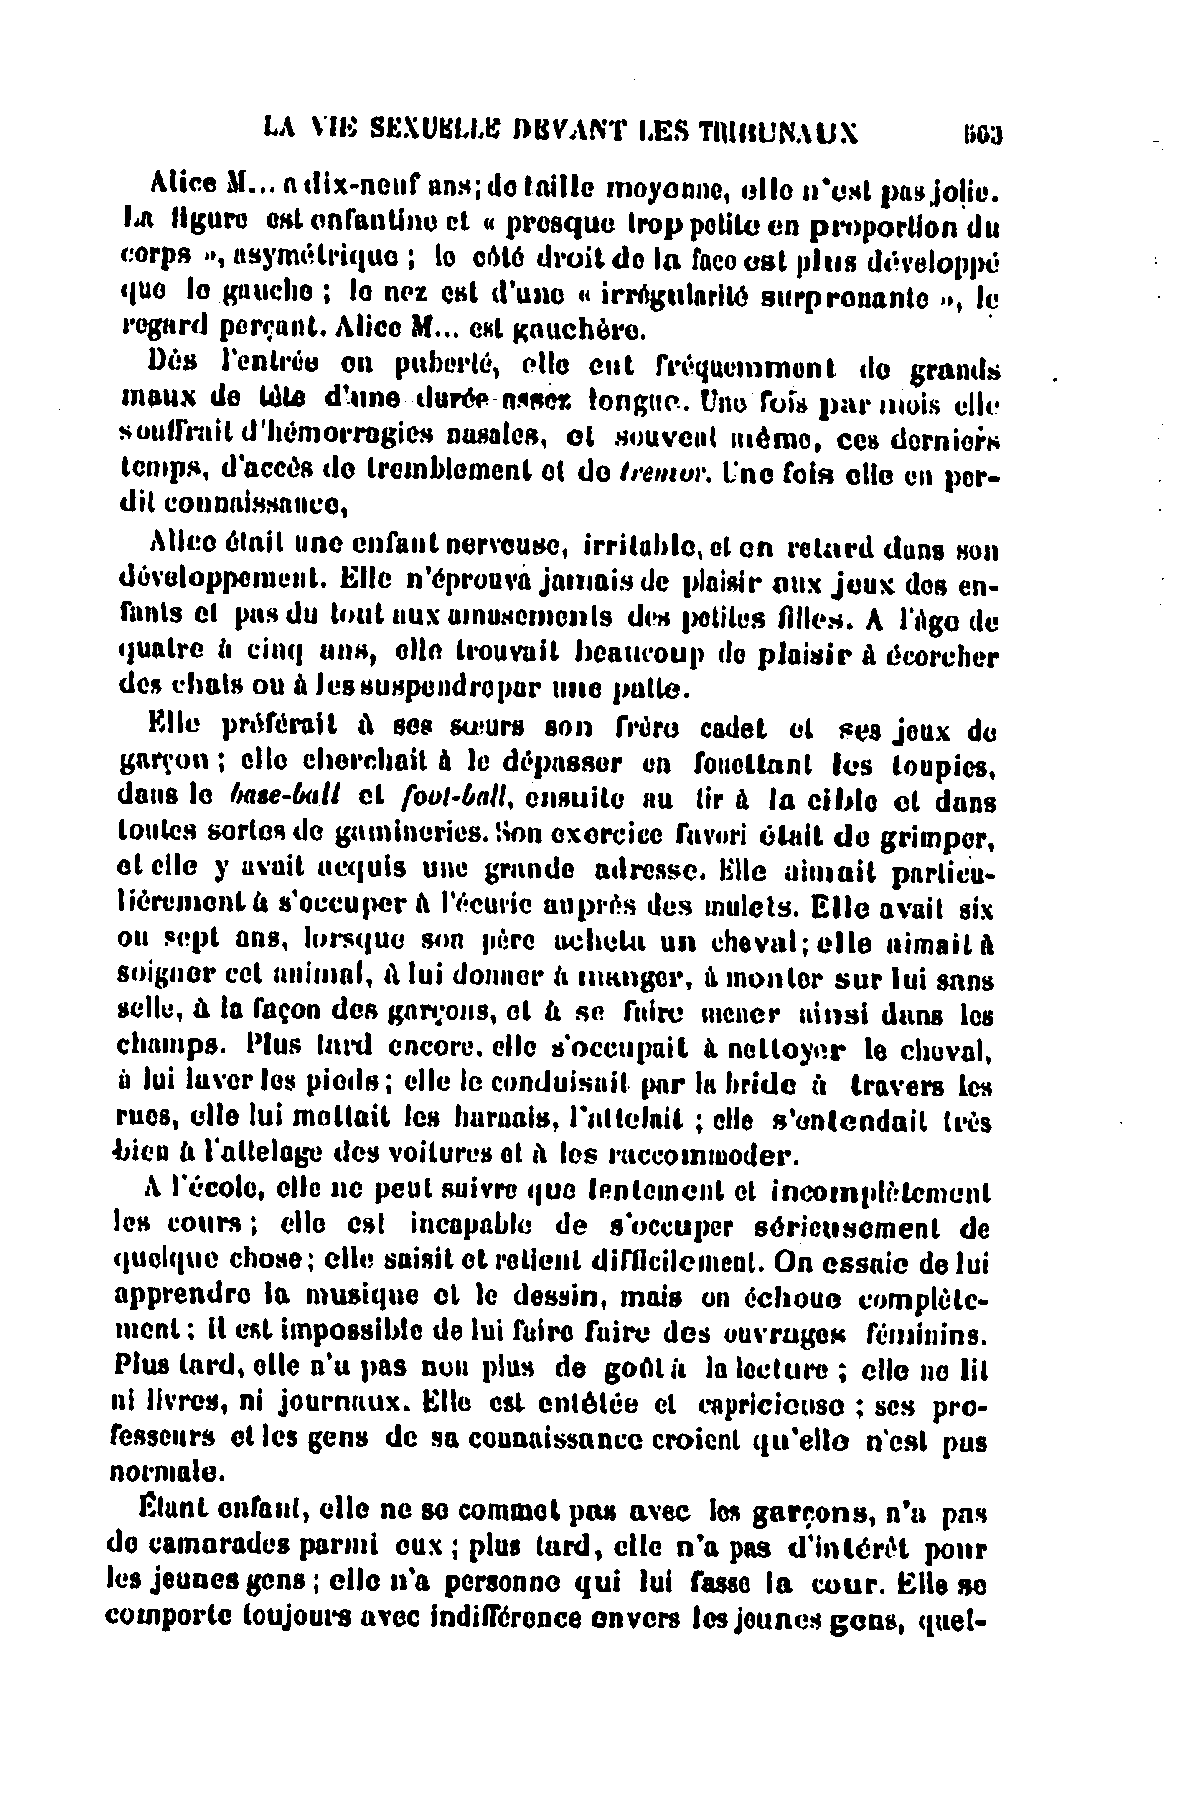 LA VIE SEXUELLE DEVANT LES TRIBUNAUX 603
Alice M... a dix-neuf ans; de taille moyenne, elle n'est pas jolie.
La figure est enfantine et « presque trop petite en proportion du
corps », asymétrique ; le côté droit de la face est plus développé
que le gauche ; le nez est d'une « irrégularité surprenante », le
regard perçant. Alice M... est gauchère.
Dès l'entrée en puberté, elle eut fréquemment de grands
maux de tête d'une durée assez longue. Une fois par mois elle
souffrait d'hémorragies nasales, et souvent même, ces derniers
temps, d'accès de tremblement et de tremor. Une fois elle en per-
dit connaissance,
Alice était une enfant nerveuse, irritable, et en retard dans son
développement. Elle n'éprouva jamais de plaisir aux jeux des en-
fants et pas du tout aux amusements des petites filles. A l'âge de
quatre à cinq ans, elle trouvait beaucoup de plaisir à écorcher
des chats ou à les suspendre par une patte.
Elle préférait à ses sœurs son frère cadet et ses jeux de
garçon ; elle cherchait à le dépasser en fouettant les toupies,
dans le base-ball et foot-ball, ensuite au tir à la cible et dans
toutes sortes de gamineries. Son exercice favori était de grimper,
et elle y avait acquis une grande adresse. Elle aimait particu-
lièrement à s'occuper à l'écurie auprès des mulets. Elle avait six
ou sept ans, lorsque son père acheta un cheval; elle aimait à
soigner cet animal, à lui donner à manger, à monter sur lui sans
selle, à la façon des garçons, et à se faire mener ainsi dans les
champs. Plus tard encore, elle s'occupait à nettoyer le cheval,
à lui laver les pieds ; elle le conduisait par la bride à travers les
rues, elle lui mettait les harnais, l'attelait ; elle s'entendait très
bien à l'attelage des voitures et à les raccommoder.
A l'école, elle ne peut suivre que lentement et incomplètement
les cours ; elle est incapable de s'occuper sérieusement de
quelque chose ; elle saisit et retient difficilement. On essaie de lui
apprendre la musique et le dessin, mais on échoue complète-
ment ; il est impossible de lui faire faire des ouvrages féminins.
Plus tard, elle n'a pas non plus de goût à la lecture ; elle ne lit
ni livres, ni journaux. Elle est entêtée et capricieuse ; ses pro-
fesseurs et les gens de sa connaissance croient qu'elle n'est pas
normale.
Étant enfant, elle ne se commet pas avec les garçons, n'a pas
de camarades parmi eux ; plus tard, elle n'a pas d'intérêt pour
les jeunes gens ; elle n'a personne qui lui fasse la cour. Elle se
comporte toujours avec indifférence envers les jeunes gens, quel-